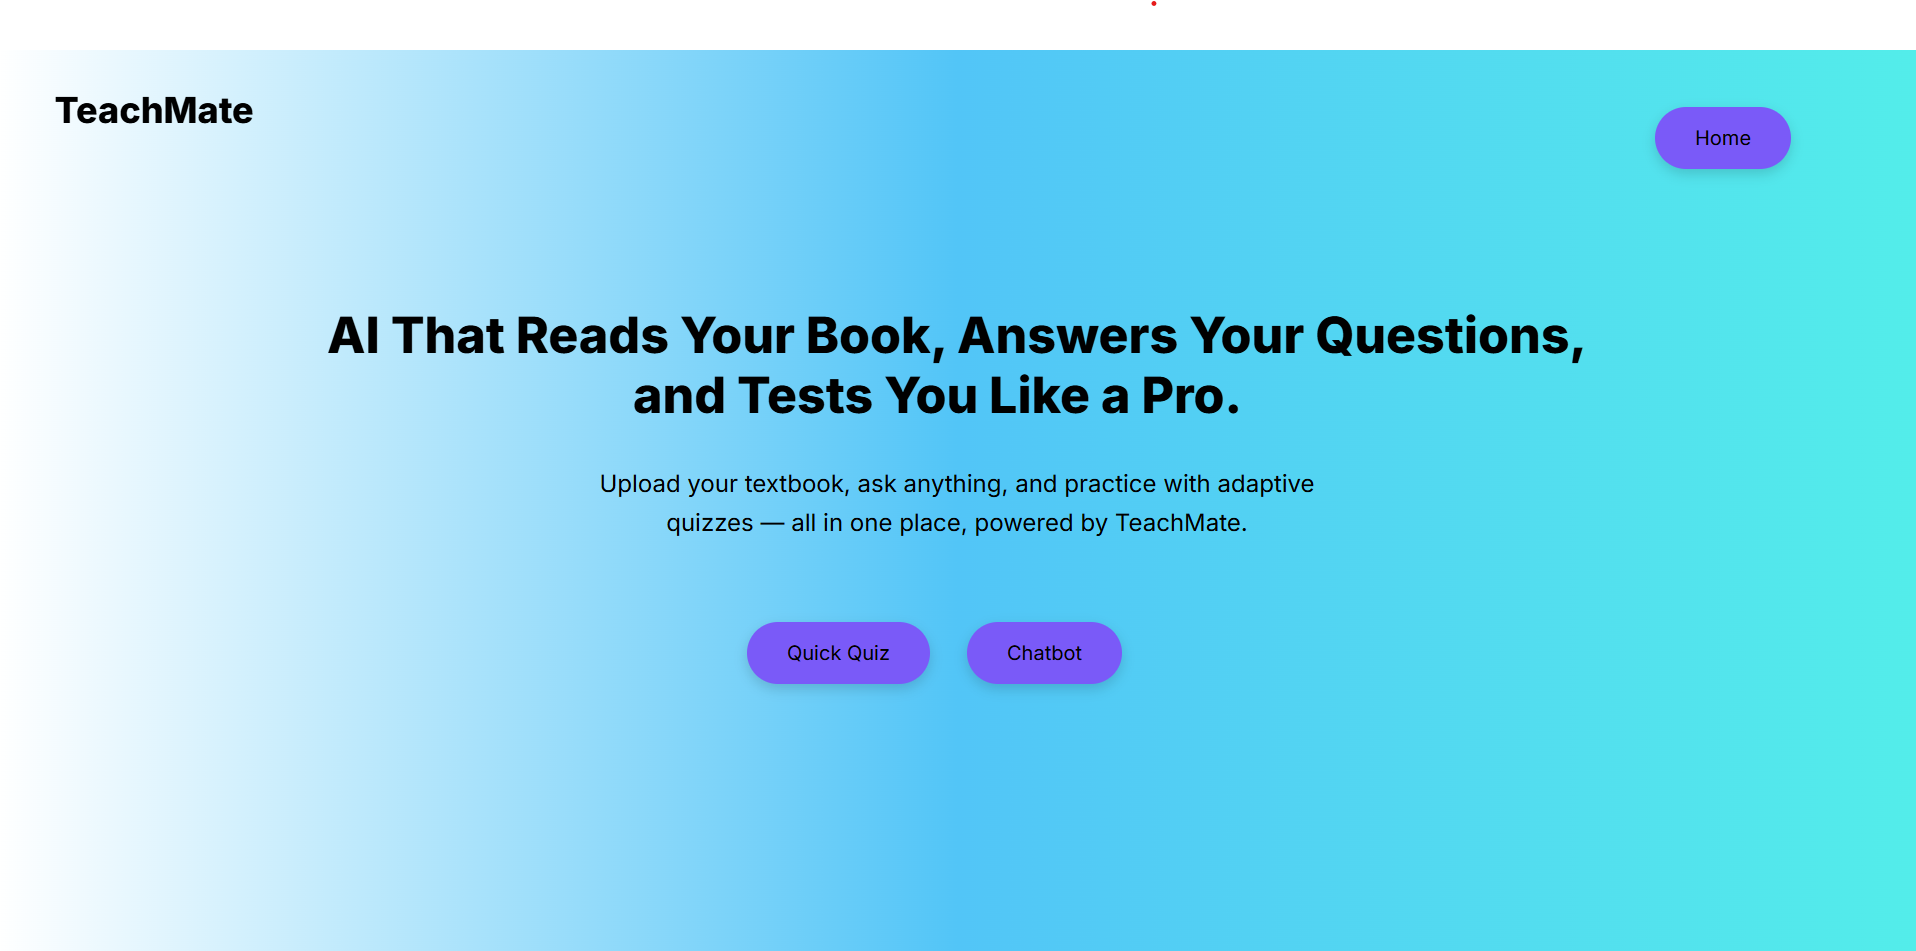 TeachMate
Home
AI That Reads Your Book, Answers Your Questions,
and Tests You Like a Pro.
Upload your textbook, ask anything, and practice with adaptive
quizzes — all in one place, powered by TeachMate.
Quick Quiz
Chatbot